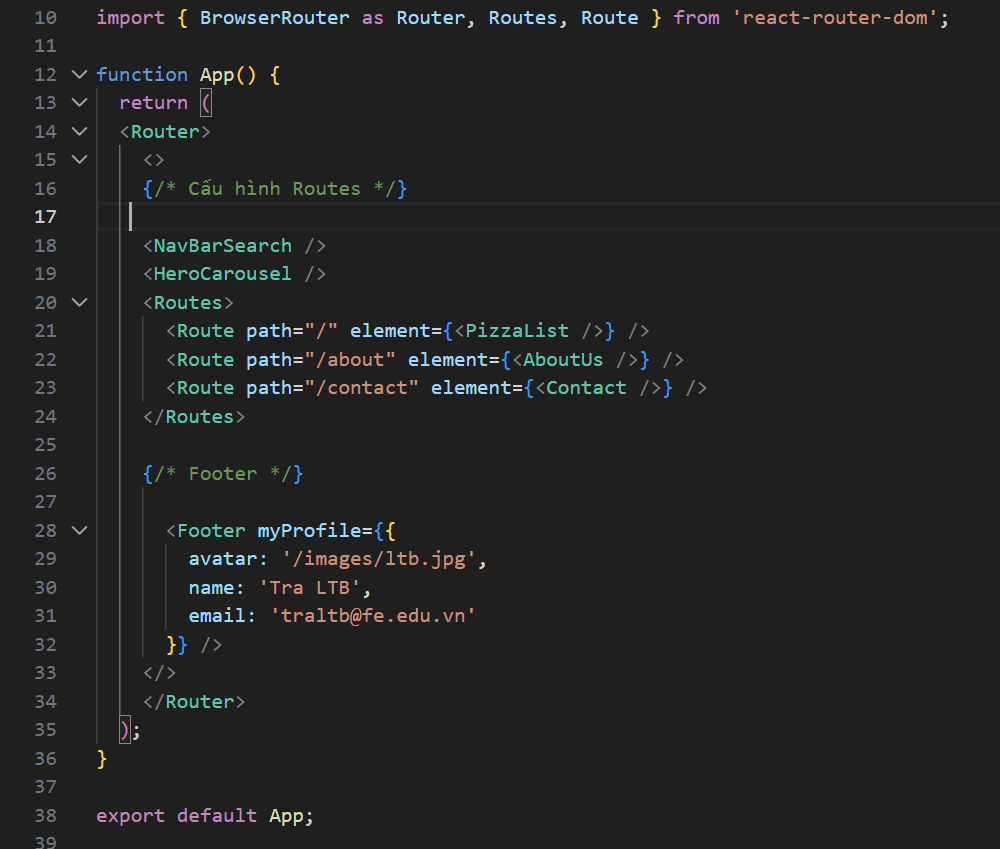 10 import { BrowserRouter as Router, Routes, Route } from 'react-router-dom';
11
12 function App() {
13   return (
14   <Router>
15     <>
16     {/* Cấu hình Routes */}
17
18     <NavBarSearch />
19     <HeroCarousel />
20     <Routes>
21       <Route path="/" element={<PizzaList />} />
22       <Route path="/about" element={<AboutUs />} />
23       <Route path="/contact" element={<Contact />} />
24     </Routes>
25
26     {/* Footer */}
27
28       <Footer myProfile={{
29         avatar: '/images/ltb.jpg',
30         name: 'Tra LTB',
31         email: 'traltb@fe.edu.vn'
32       }} />
33     </>
34     </Router>
35   );
36 }
37
38 export default App;
39